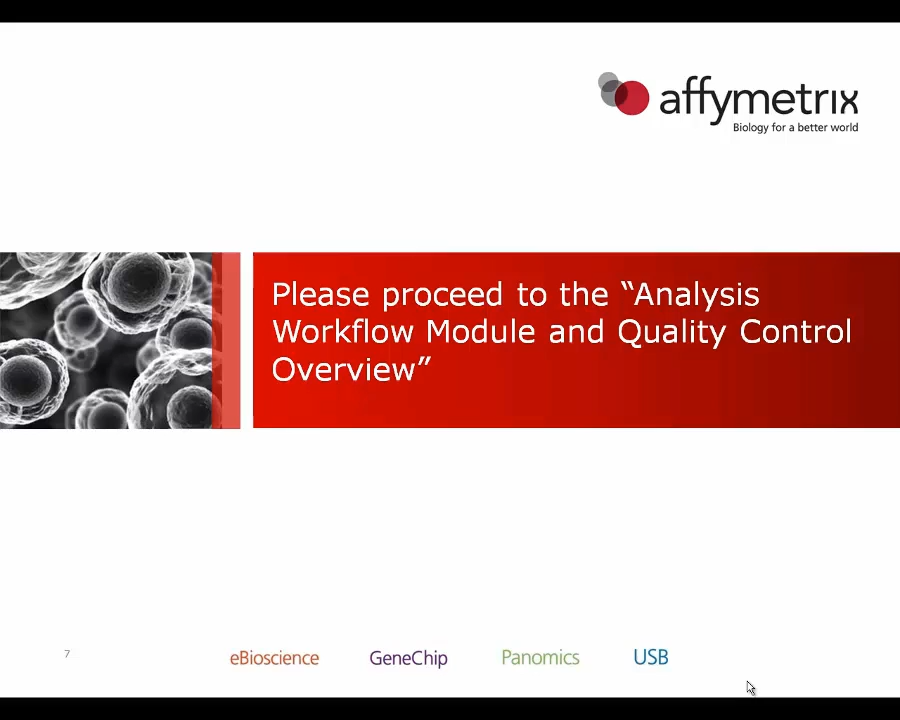 affymetrix
Biology for a better world
Please proceed to the “Analysis
Workflow Module and Quality Control
Overview”
7
eBioscience
GeneChip
Panomics
USB